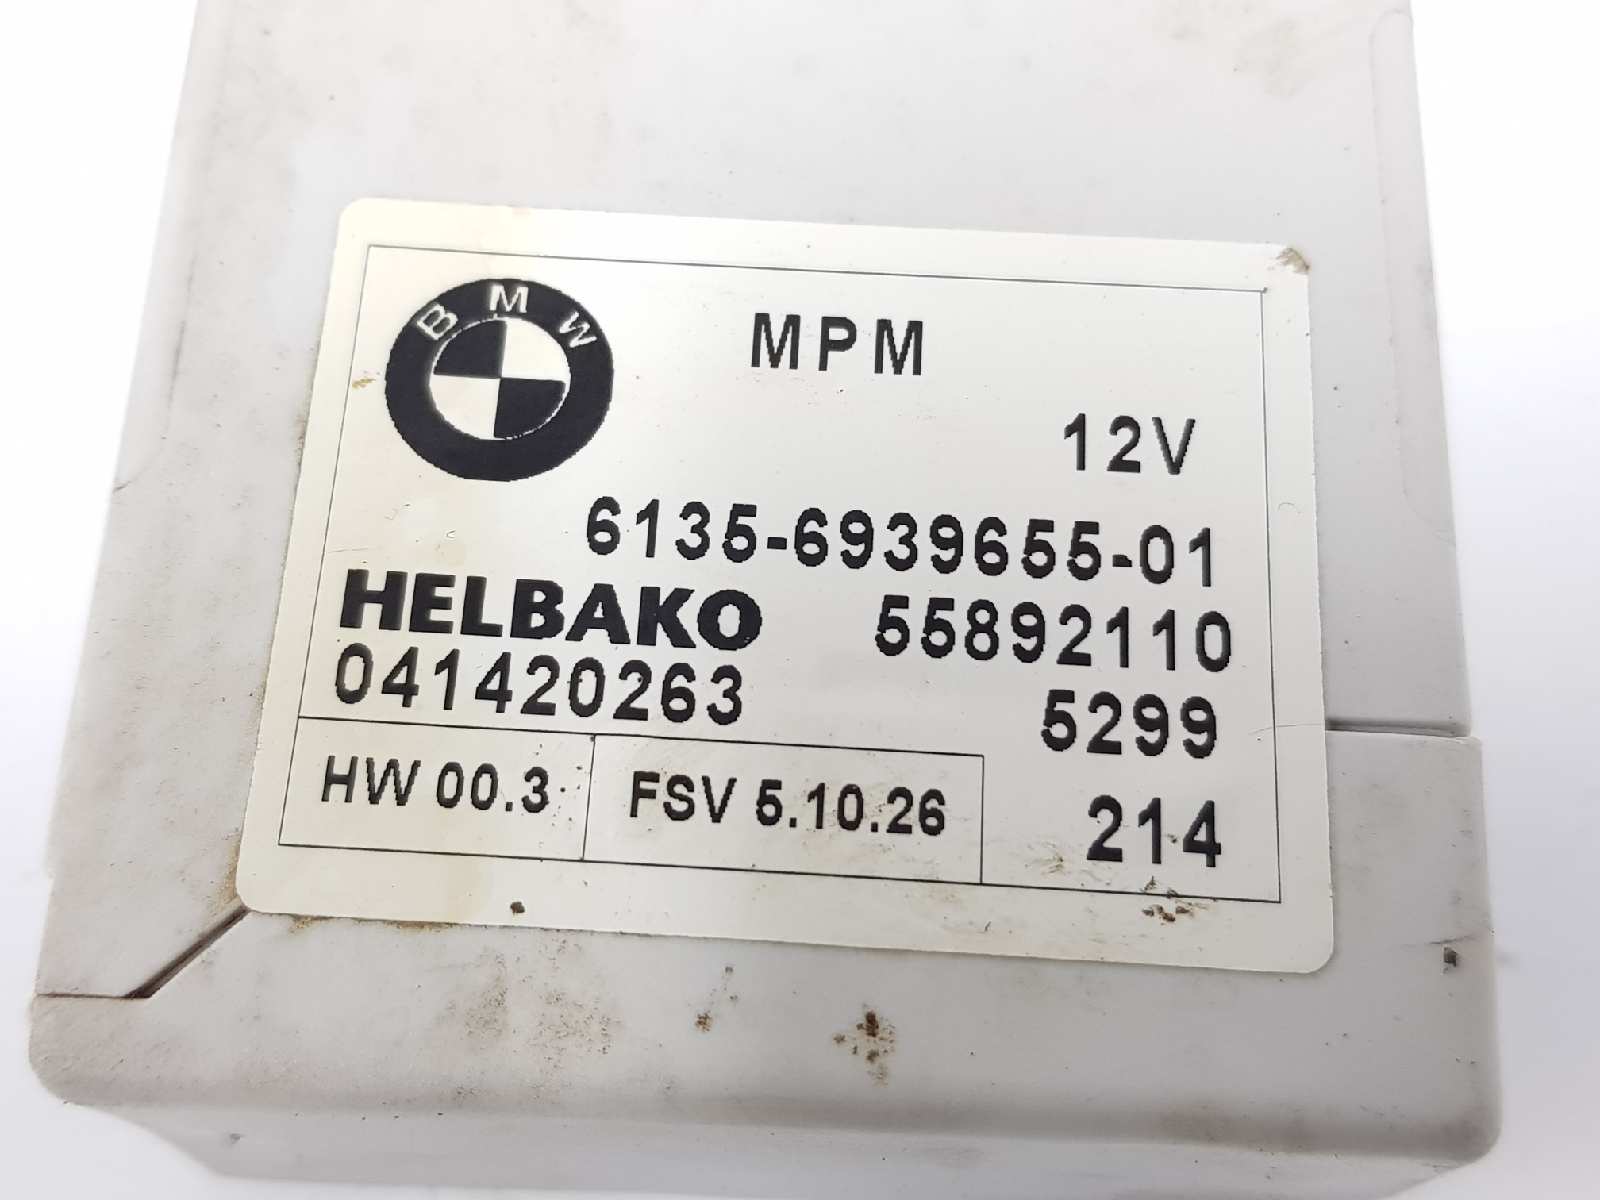 BMW
MPM
12V
6135-6939655-01
HELBAKO 55892110
041420263 5299
HW 00.3 FSV 5.10.26 214